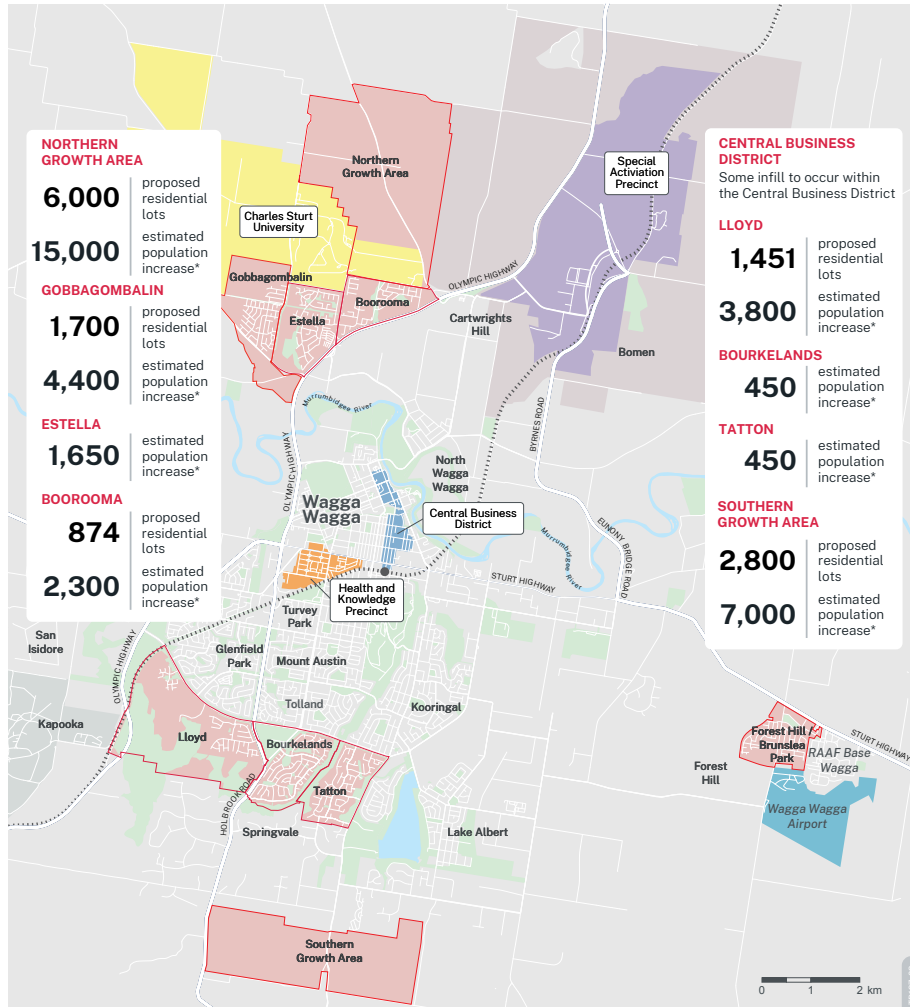 NORTHERN
GROWTH AREA
6,000
proposed
residential
lots
15,000
estimated
population
increase*
GOBBAGOMBALIN
1,700
proposed
residential
lots
4,400
estimated
population
increase*
ESTELLA
1,650
estimated
population
increase*
BOOROOMA
874
proposed
residential
lots
2,300
estimated
population
increase*
CENTRAL BUSINESS
DISTRICT
Some infill to occur within
the Central Business District
LLOYD
1,451
proposed
residential
lots
3,800
estimated
population
increase*
BOURKELANDS
450
estimated
population
increase*
TATTON
450
estimated
population
increase*
SOUTHERN
GROWTH AREA
2,800
proposed
residential
lots
7,000
estimated
population
increase*
Northern
Growth Area
Special
Activiation
Precinct
Charles Sturt
University
Gobbagombalin
Boorooma
Estella
OLYMPIC HIGHWAY
Cartwrights
Hill
Bomen
Murrumbidgee River
BYRNES ROAD
OLYMPIC HIGHWAY
North
Wagga
Wagga
Wagga
Wagga
Central Business
District
Murrumbidgee River
EUNONY BRIDGE ROAD
STURT HIGHWAY
Health and
Knowledge
Precinct
Turvey
Park
San
Isidore
OLYMPIC HIGHWAY
Glenfield
Park
Mount Austin
Tolland
Kooringal
Kapooka
Lloyd
Bourkelands
Tatton
HOLBROOK ROAD
Springvale
Lake Albert
Forest Hill /
Brunslea
Park
STURT HIGHWAY
RAAF Base
Wagga
Forest
Hill
Wagga Wagga
Airport
Southern
Growth Area
0 1 2 km